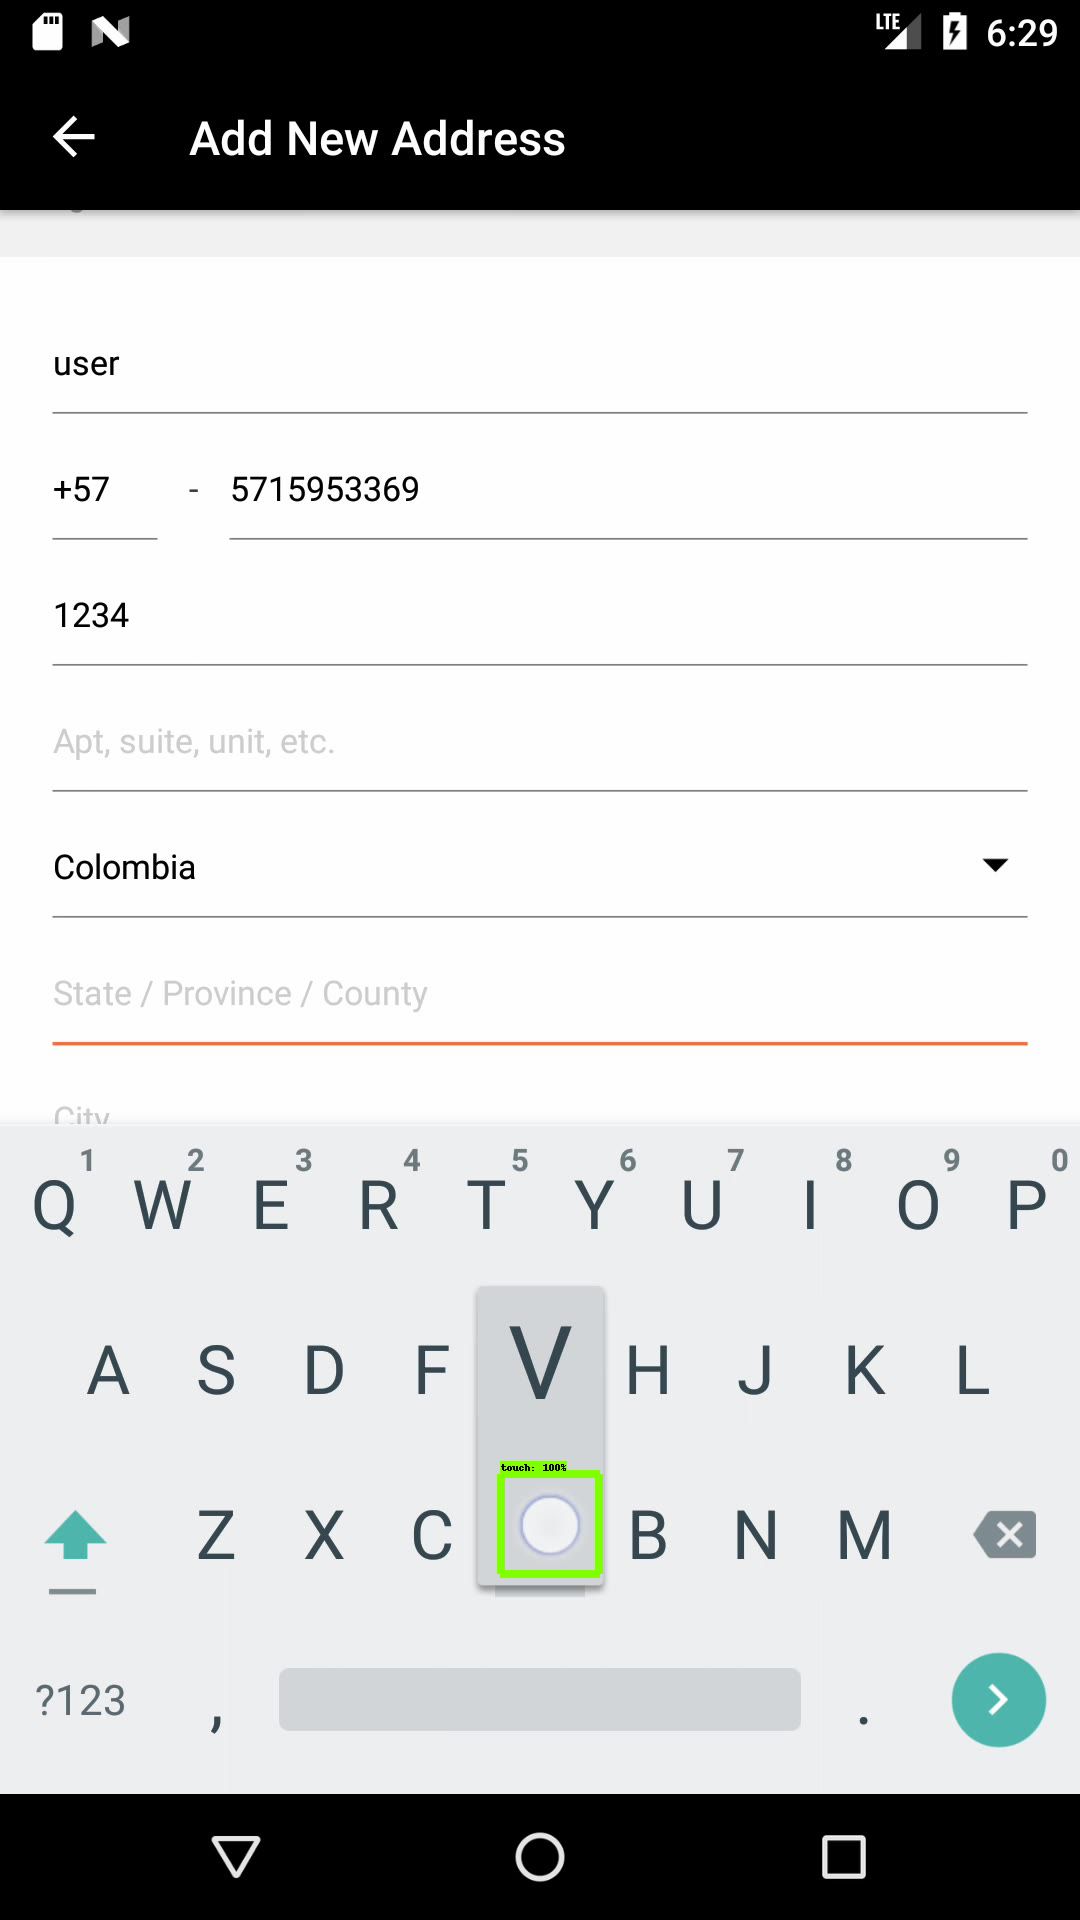 LTE 6:29
Add New Address
user
+57 - 5715953369
1234
Apt, suite, unit, etc.
Colombia
State / Province / County
City
1 2 3 4 5 6 7 8 9 0
Q W E R T Y U I O P
A S D F V H J K L
touch: 100%
Z X C B N M
?123 , .